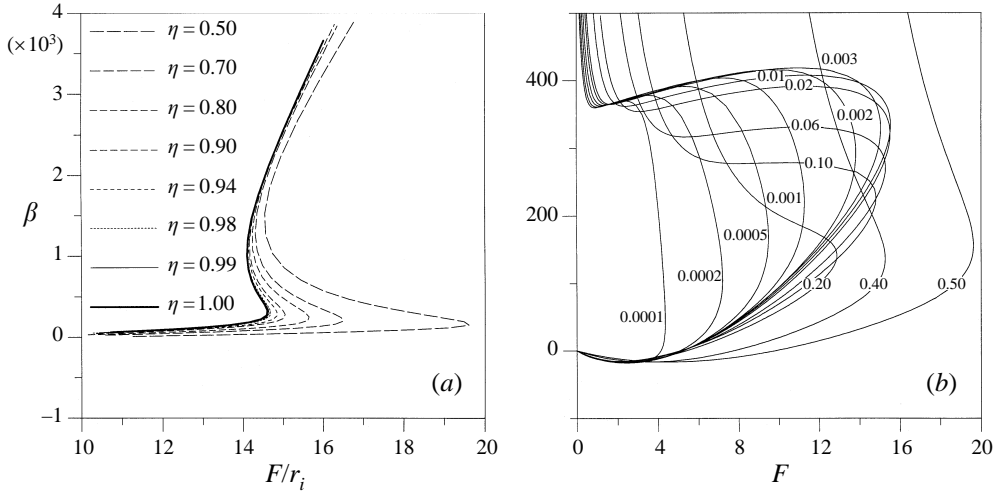 4
(×10³)
3
2
β
1
0
−1
η = 0.50
η = 0.70
η = 0.80
η = 0.90
η = 0.94
η = 0.98
η = 0.99
η = 1.00
(a)
10 12 14 16 18 20
F/rᵢ
400
200
0
0.003
0.01
0.02
0.002
0.06
0.10
0.001
0.0005
0.0002
0.0001
0.20
0.40
0.50
(b)
0 4 8 12 16 20
F